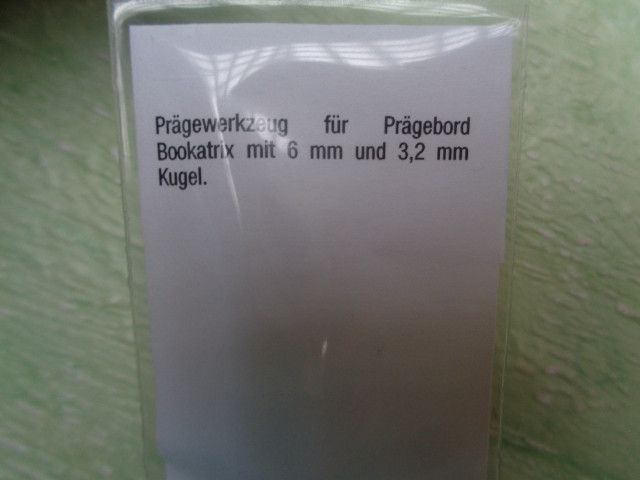 Prägewerkzeug für Prägebord
Bookatrix mit 6 mm und 3,2 mm
Kugel.